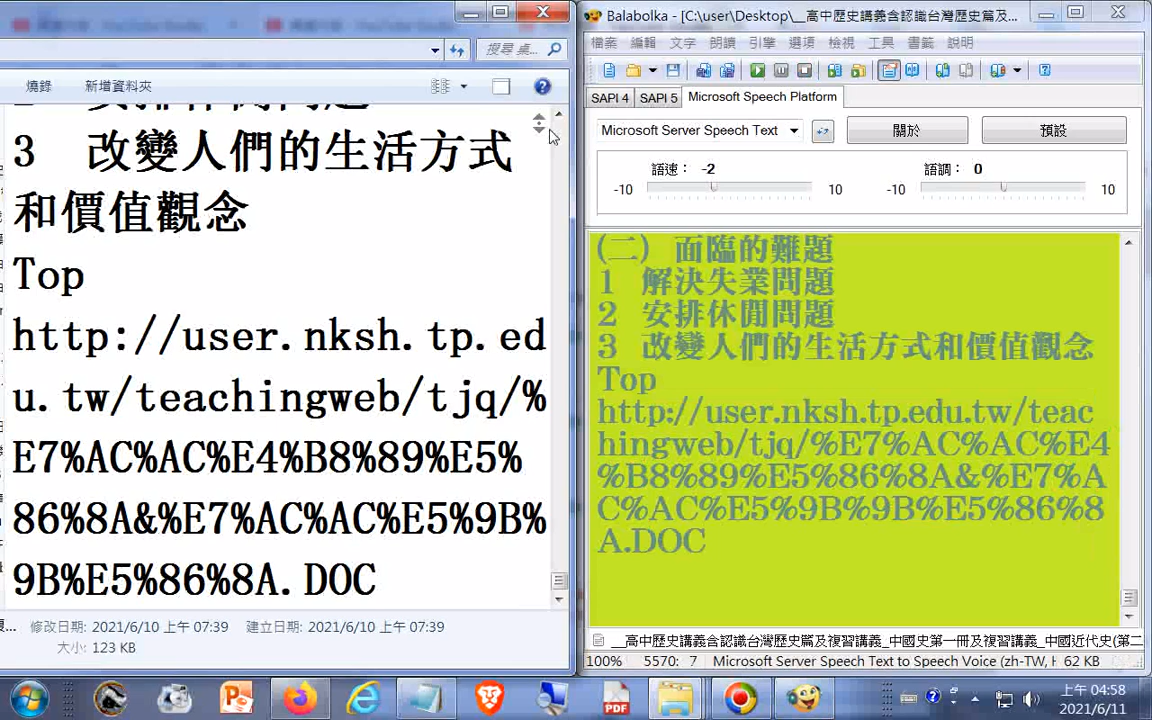 搜尋 桌...
燒錄 新增資料夾
3 改變人們的生活方式
和價值觀念
Top
http://user.nksh.tp.ed
u.tw/teachingweb/tjq/%
E7%AC%AC%E4%B8%89%E5%
86%8A&%E7%AC%AC%E5%9B%
9B%E5%86%8A.DOC
修改日期: 2021/6/10 上午 07:39 建立日期: 2021/6/10 上午 07:39
大小: 123 KB
Balabolka - [C:\user\Desktop\__高中歷史講義含認識台灣歷史篇及...
檔案 編輯 文字 朗讀 引擎 選項 檢視 工具 書籤 說明
SAPI 4 SAPI 5 Microsoft Speech Platform
Microsoft Server Speech Text 關於 預設
語速: -2 語調: 0
-10 10 -10 10
(二) 面臨的難題
1 解決失業問題
2 安排休閒問題
3 改變人們的生活方式和價值觀念
Top
http://user.nksh.tp.edu.tw/teac
hingweb/tjq/%E7%AC%AC%E4
%B8%89%E5%86%8A&%E7%A
C%AC%E5%9B%9B%E5%86%8
A.DOC
__高中歷史講義含認識台灣歷史篇及複習講義_中國史第一冊及複習講義_中國近代史(第二
100% 5570: 7 Microsoft Server Speech Text to Speech Voice (zh-TW, H 62 KB
上午 04:58
2021/6/11